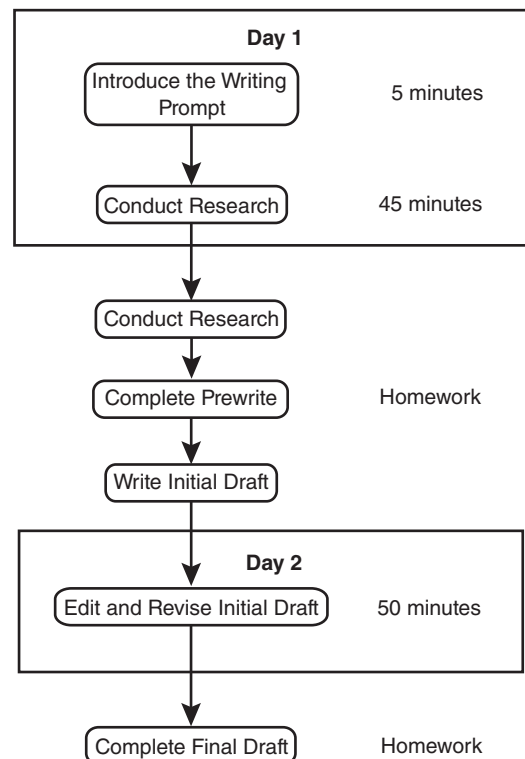 Day 1
Introduce the Writing
Prompt
5 minutes
Conduct Research
45 minutes
Conduct Research
Complete Prewrite
Homework
Write Initial Draft
Day 2
Edit and Revise Initial Draft
50 minutes
Complete Final Draft
Homework